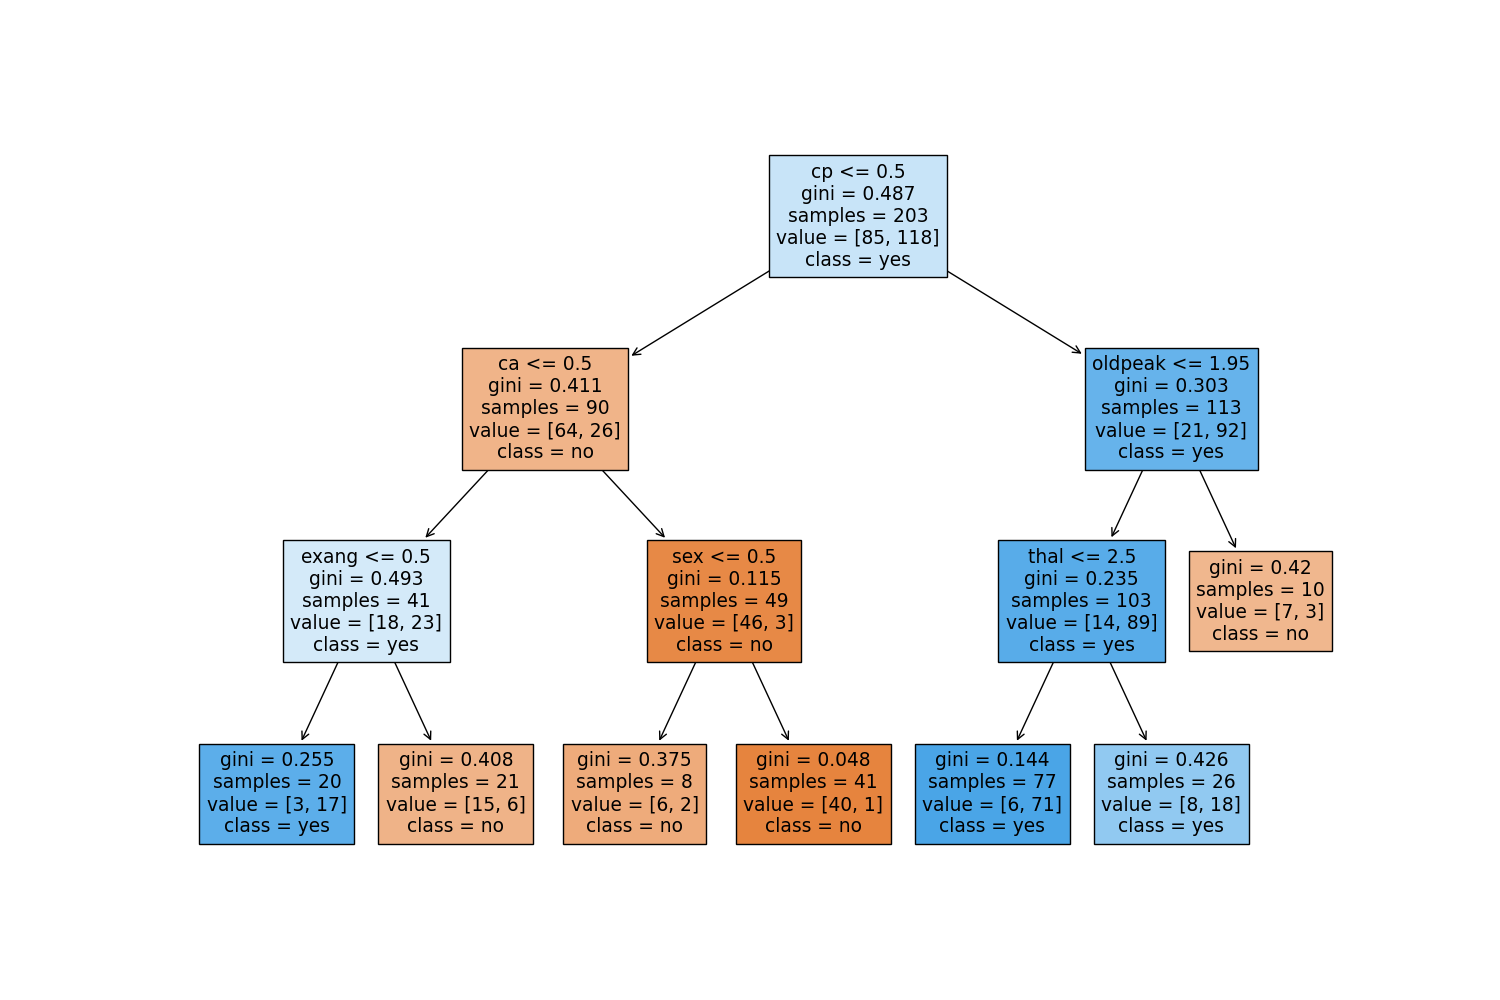 cp <= 0.5
gini = 0.487
samples = 203
value = [85, 118]
class = yes
ca <= 0.5
gini = 0.411
samples = 90
value = [64, 26]
class = no
oldpeak <= 1.95
gini = 0.303
samples = 113
value = [21, 92]
class = yes
exang <= 0.5
gini = 0.493
samples = 41
value = [18, 23]
class = yes
sex <= 0.5
gini = 0.115
samples = 49
value = [46, 3]
class = no
thal <= 2.5
gini = 0.235
samples = 103
value = [14, 89]
class = yes
gini = 0.42
samples = 10
value = [7, 3]
class = no
gini = 0.255
samples = 20
value = [3, 17]
class = yes
gini = 0.408
samples = 21
value = [15, 6]
class = no
gini = 0.375
samples = 8
value = [6, 2]
class = no
gini = 0.048
samples = 41
value = [40, 1]
class = no
gini = 0.144
samples = 77
value = [6, 71]
class = yes
gini = 0.426
samples = 26
value = [8, 18]
class = yes